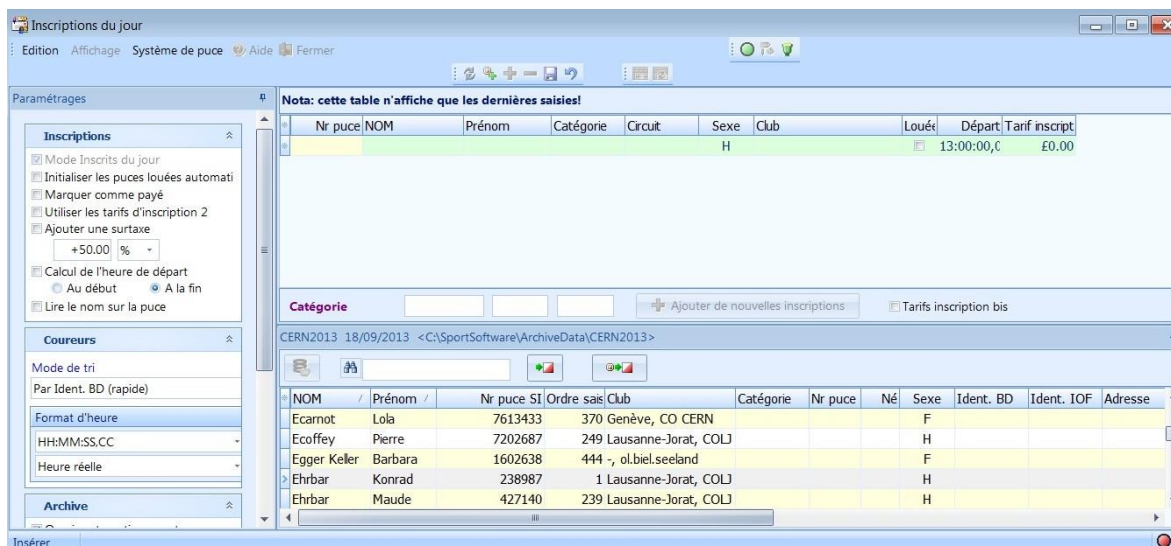 Inscriptions du jour
Edition Affichage Système de puce Aide Fermer
Paramétrages
Inscriptions
Mode Inscrits du jour
Initialiser les puces louées automati
Marquer comme payé
Utiliser les tarifs d'inscription 2
Ajouter une surtaxe
+50.00 %
Calcul de l'heure de départ
Au début A la fin
Lire le nom sur la puce
Coureurs
Mode de tri
Par Ident. BD (rapide)
Format d'heure
HH:MM:SS,CC
Heure réelle
Archive
Nota: cette table n'affiche que les dernières saisies!
Nr puce NOM Prénom Catégorie Circuit Sexe Club Louée Départ Tarif inscript
H 13:00:00,0 £0.00
Catégorie Ajouter de nouvelles inscriptions Tarifs inscription bis
CERN2013 18/09/2013 <C:\SportSoftware\ArchiveData\CERN2013>
NOM Prénom Nr puce SI Ordre sais Club Catégorie Nr puce Né Sexe Ident. BD Ident. IOF Adresse
Ecarnot Lola 7613433 370 Genève, CO CERN F
Ecoffey Pierre 7202687 249 Lausanne-Jorat, COLJ H
Egger Keller Barbara 1602638 444 -, ol.biel.seeland F
Ehrbar Konrad 238987 1 Lausanne-Jorat, COLJ H
Ehrbar Maude 427140 239 Lausanne-Jorat, COLJ H
Insérer